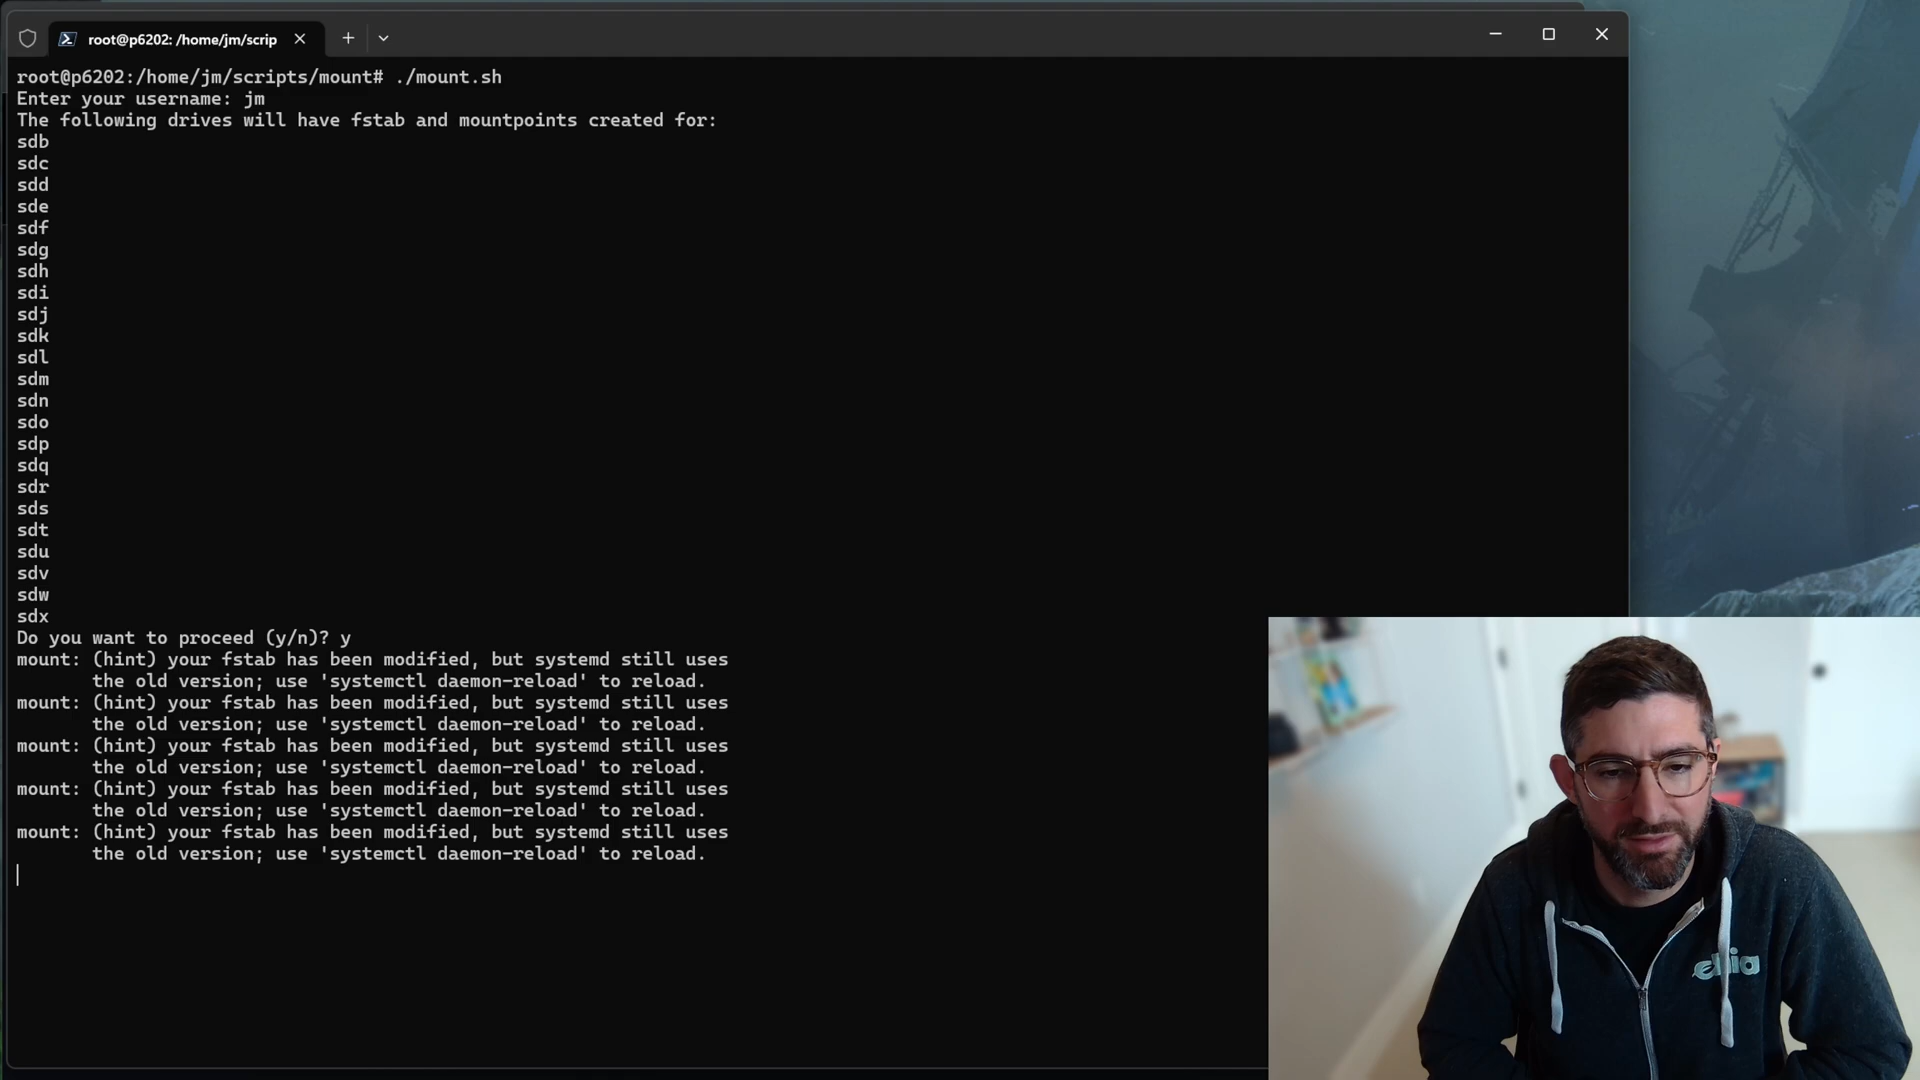 root@p6202: /home/jm/scrip
root@p6202:/home/jm/scripts/mount# ./mount.sh
Enter your username: jm
The following drives will have fstab and mountpoints created for:
sdb
sdc
sdd
sde
sdf
sdg
sdh
sdi
sdj
sdk
sdl
sdm
sdn
sdo
sdp
sdq
sdr
sds
sdt
sdu
sdv
sdw
sdx
Do you want to proceed (y/n)? y
mount: (hint) your fstab has been modified, but systemd still uses
the old version; use 'systemctl daemon-reload' to reload.
mount: (hint) your fstab has been modified, but systemd still uses
the old version; use 'systemctl daemon-reload' to reload.
mount: (hint) your fstab has been modified, but systemd still uses
the old version; use 'systemctl daemon-reload' to reload.
mount: (hint) your fstab has been modified, but systemd still uses
the old version; use 'systemctl daemon-reload' to reload.
mount: (hint) your fstab has been modified, but systemd still uses
the old version; use 'systemctl daemon-reload' to reload.
chia